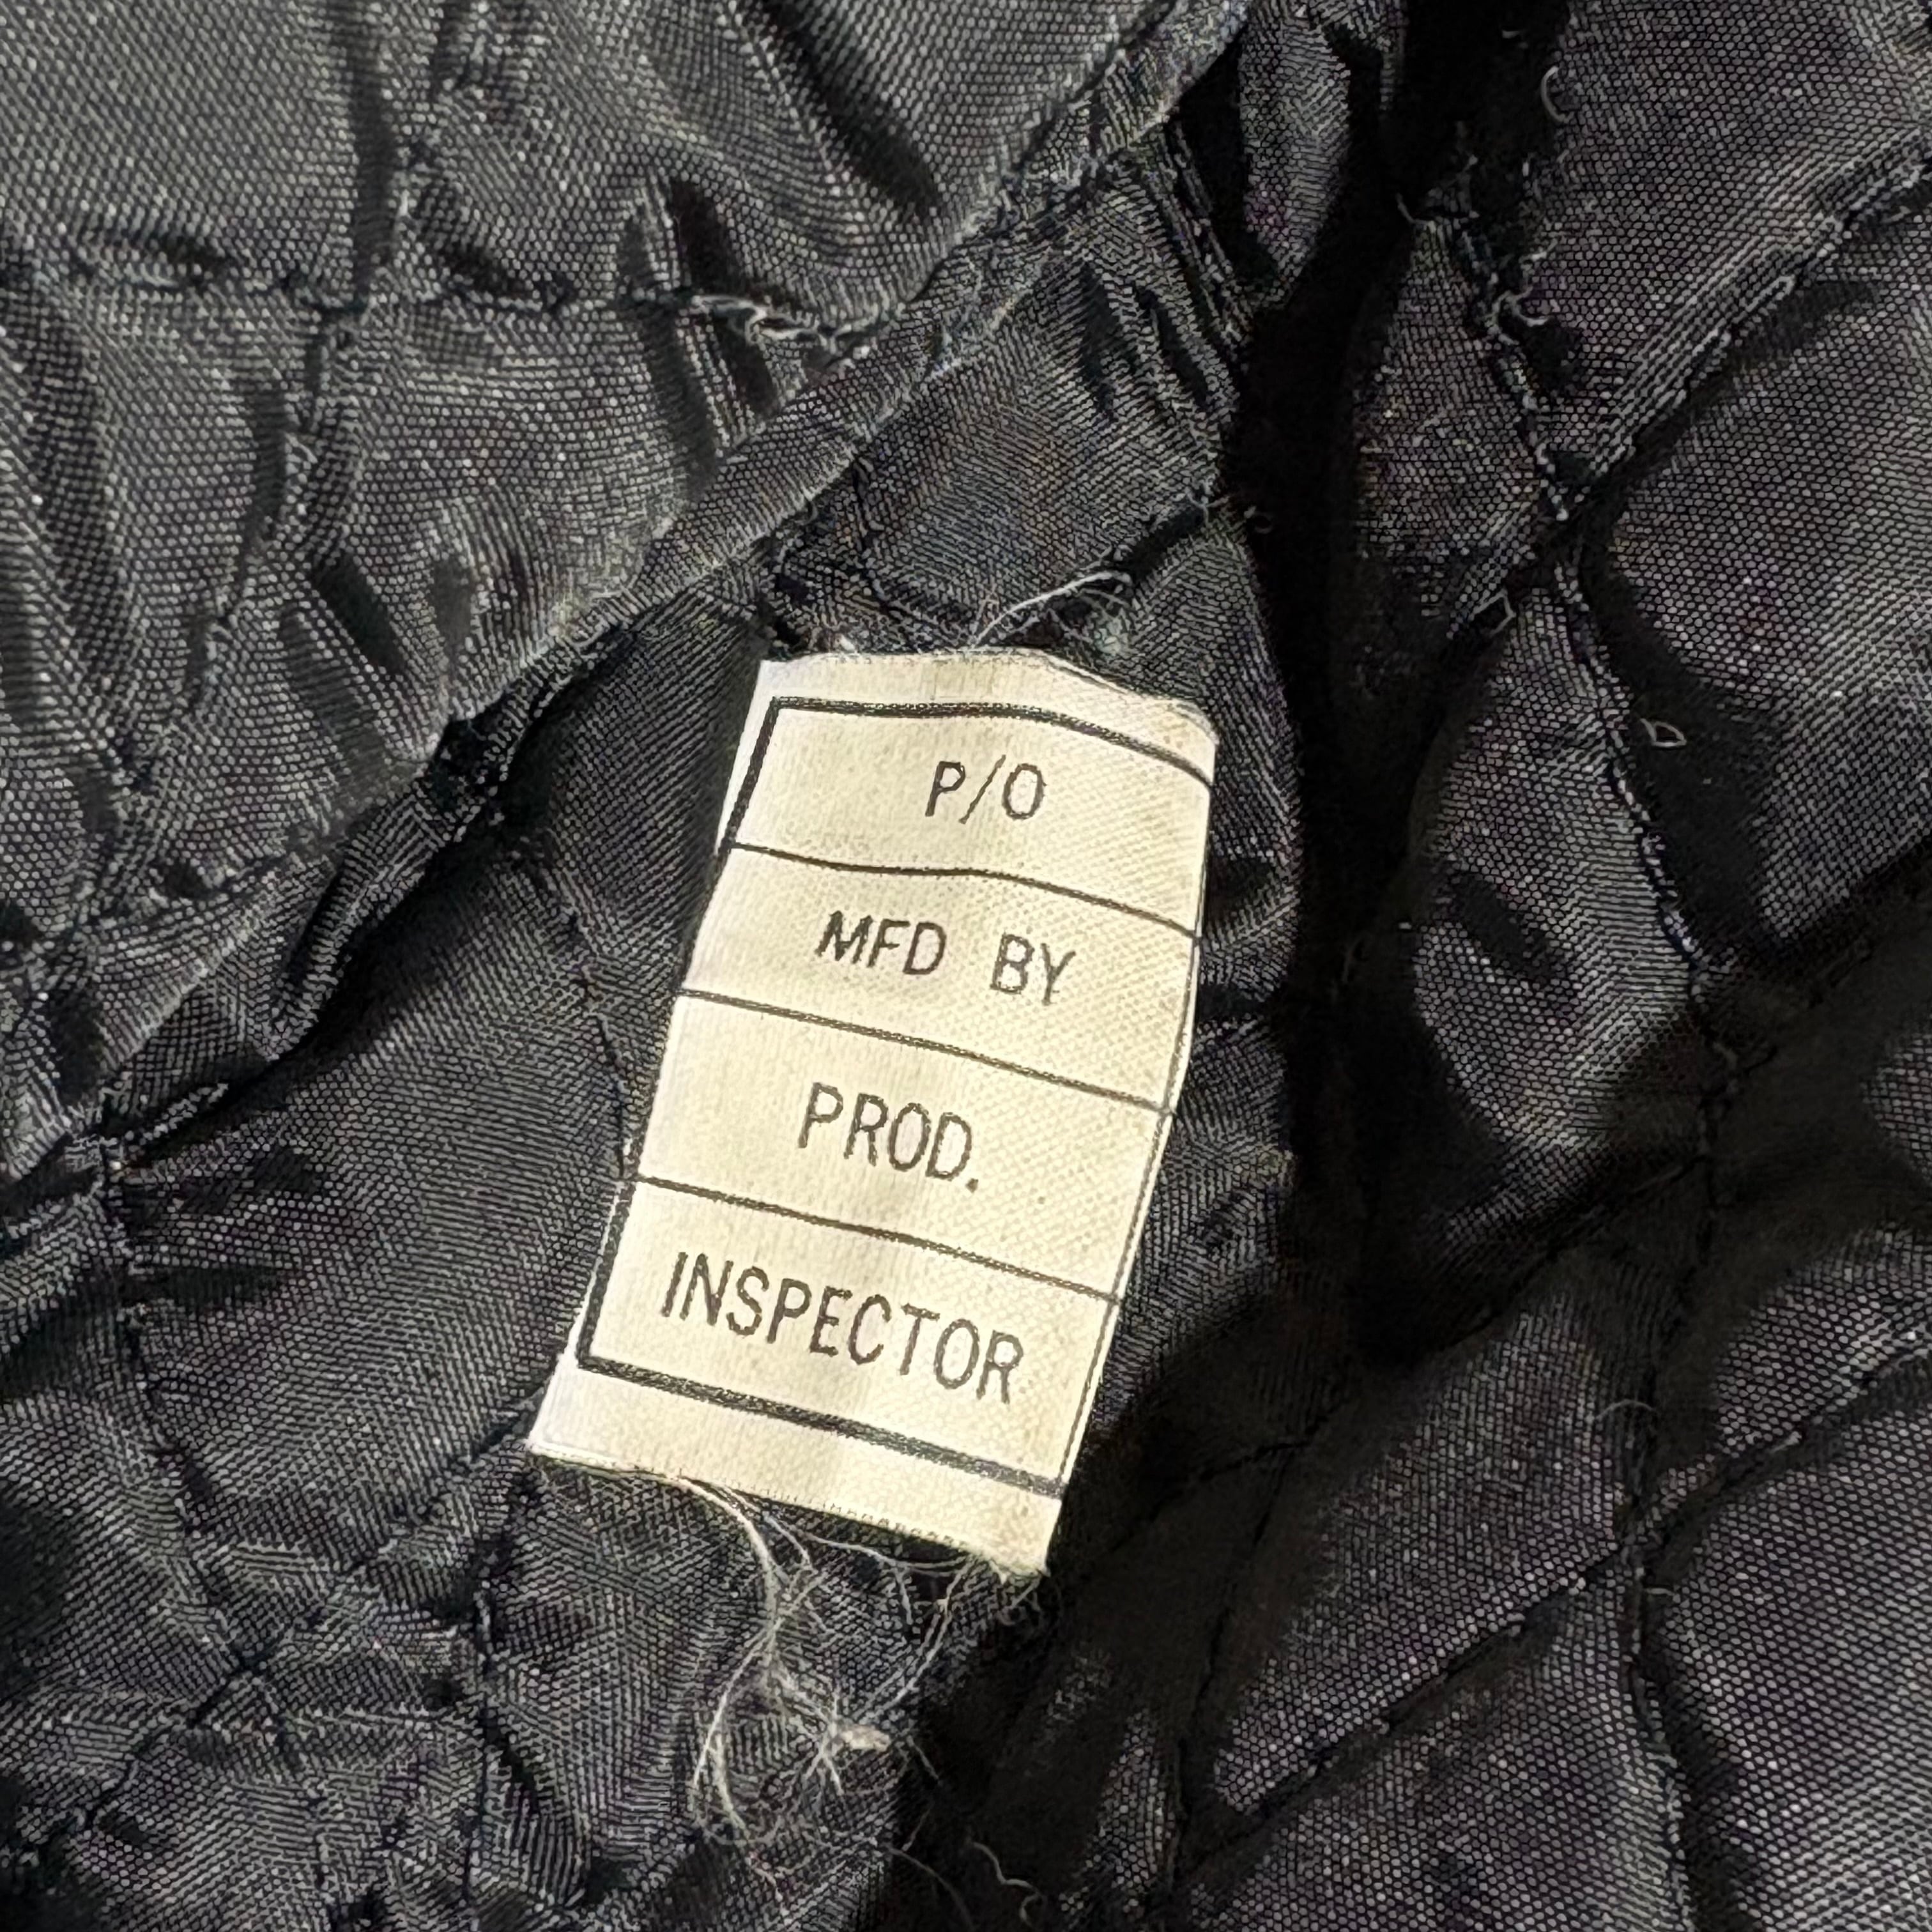 P/O
MFD BY
PROD.
INSPECTOR